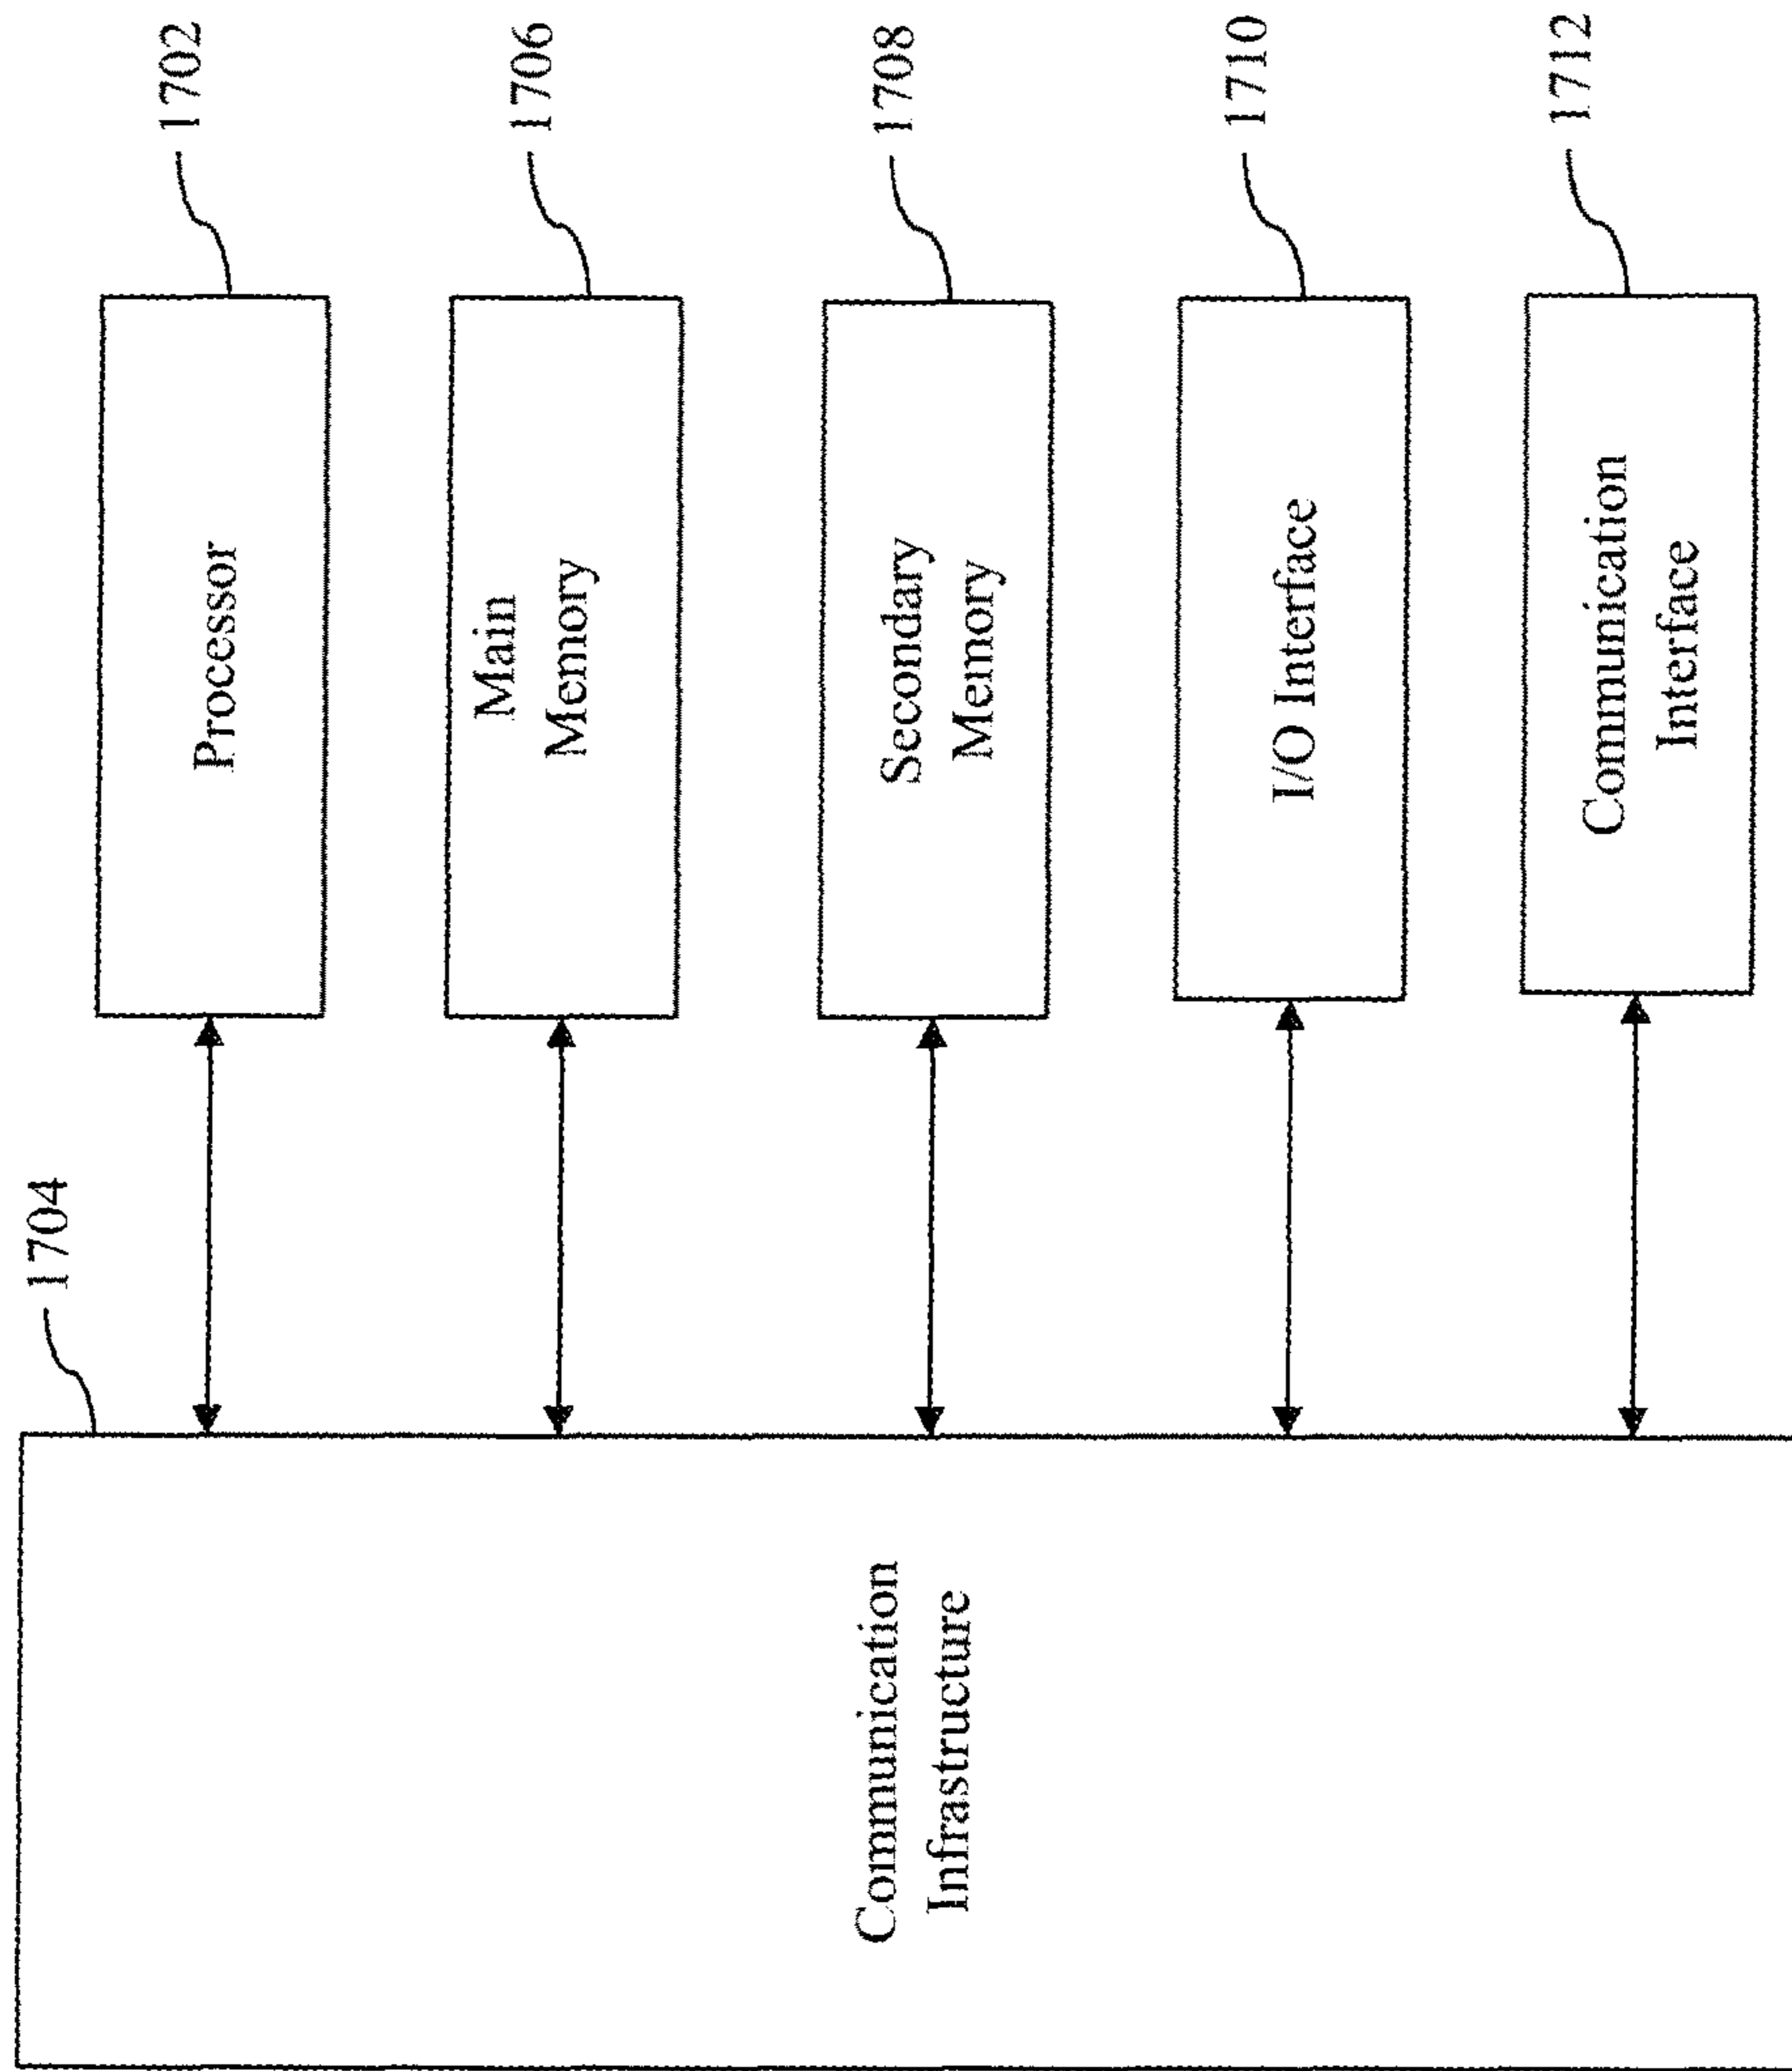 1704
Communication
Infrastructure
Processor
1702
Main
Memory
1706
Secondary
Memory
1708
I/O Interface
1710
Communication
Interface
1712